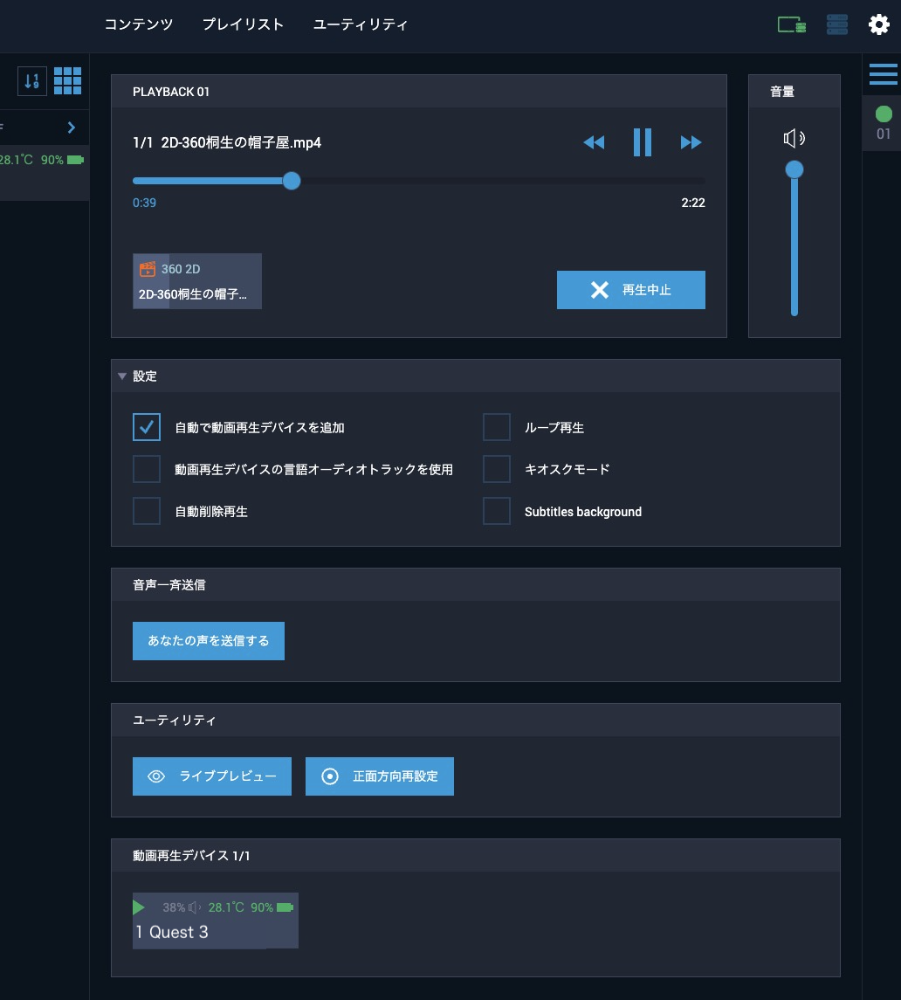 コンテンツ プレイリスト ユーティリティ
PLAYBACK 01
音量
01
28.1℃ 90%
1/1 2D-360桐生の帽子屋.mp4
0:39 2:22
360 2D
2D-360桐生の帽子...
再生中止
設定
自動で動画再生デバイスを追加 ループ再生
動画再生デバイスの言語オーディオトラックを使用 キオスクモード
自動削除再生 Subtitles background
音声一斉送信
あなたの声を送信する
ユーティリティ
ライブプレビュー 正面方向再設定
動画再生デバイス 1/1
38% 28.1℃ 90%
1 Quest 3